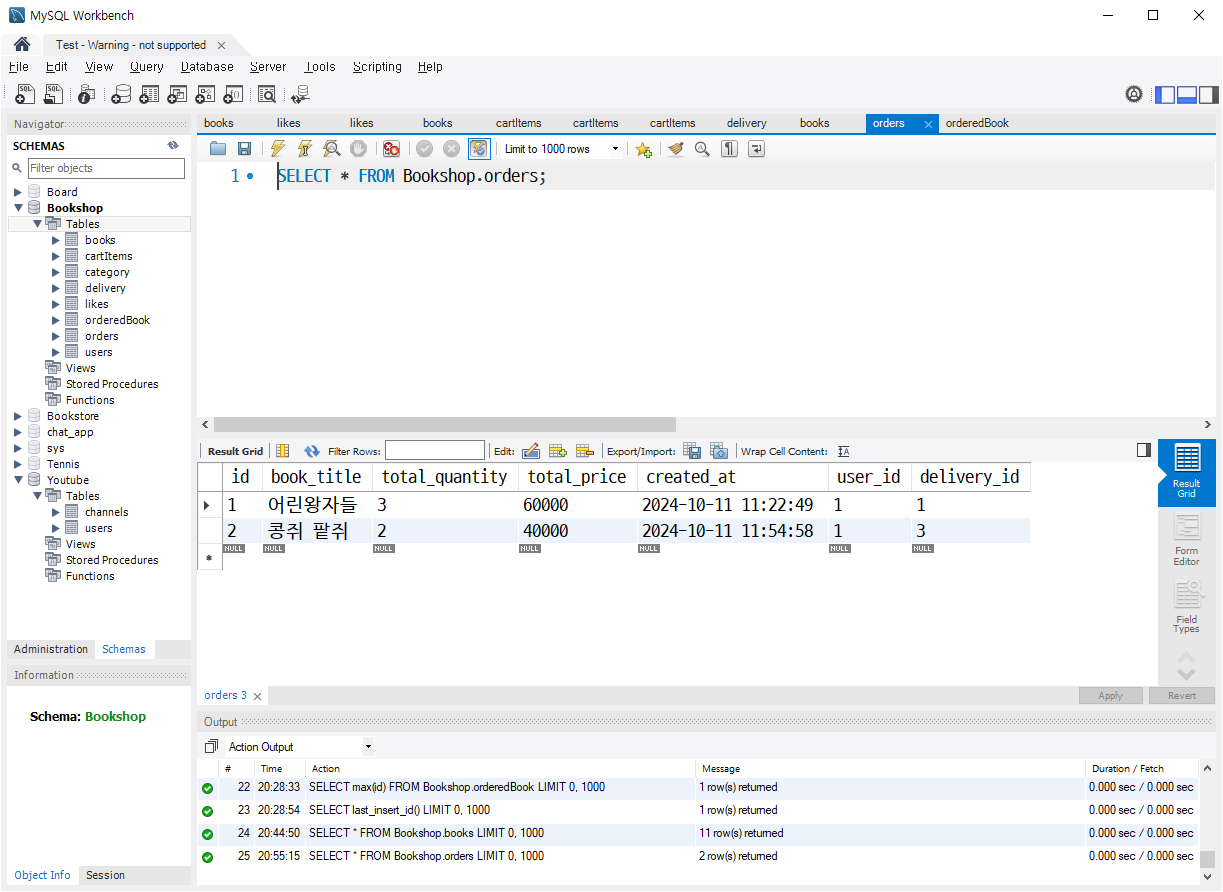 MySQL Workbench
Test - Warning - not supported
File Edit View Query Database Server Tools Scripting Help
Navigator
SCHEMAS
Filter objects
Board
Bookshop
Tables
books
cartItems
category
delivery
likes
orderedBook
orders
users
Views
Stored Procedures
Functions
Bookstore
chat_app
sys
Tennis
Youtube
Tables
channels
users
Views
Stored Procedures
Functions
Administration Schemas
Information
Schema: Bookshop
Object Info Session
books likes likes books cartItems cartItems cartItems delivery books orders orderedBook
Limit to 1000 rows
1 SELECT * FROM Bookshop.orders;
Result Grid Filter Rows: Edit: Export/Import: Wrap Cell Content:
id book_title total_quantity total_price created_at user_id delivery_id
1 어린왕자들 3 60000 2024-10-11 11:22:49 1 1
2 콩쥐 팥쥐 2 40000 2024-10-11 11:54:58 1 3
NULL NULL NULL NULL NULL NULL NULL
Result
Grid
Form
Editor
Field
Types
orders 3
Apply Revert
Output
Action Output
# Time Action Message Duration / Fetch
22 20:28:33 SELECT max(id) FROM Bookshop.orderedBook LIMIT 0, 1000 1 row(s) returned 0.000 sec / 0.000 sec
23 20:28:54 SELECT last_insert_id() LIMIT 0, 1000 1 row(s) returned 0.000 sec / 0.000 sec
24 20:44:50 SELECT * FROM Bookshop.books LIMIT 0, 1000 11 row(s) returned 0.000 sec / 0.000 sec
25 20:55:15 SELECT * FROM Bookshop.orders LIMIT 0, 1000 2 row(s) returned 0.000 sec / 0.000 sec